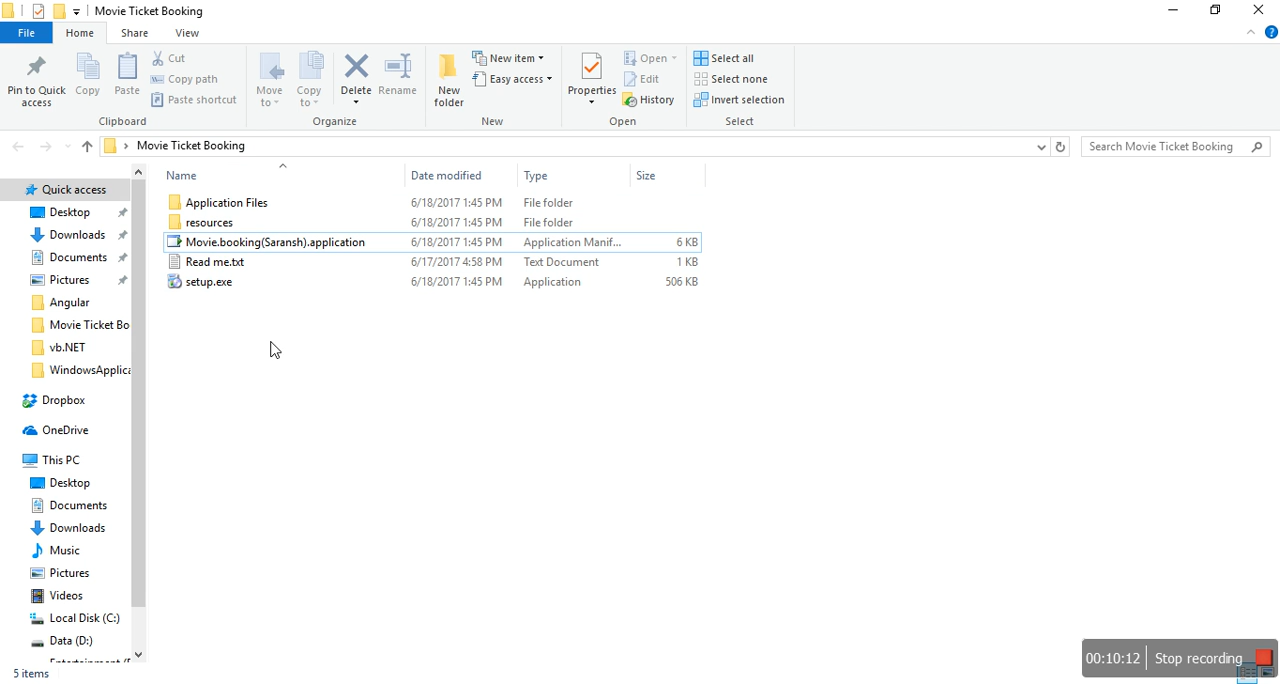 Movie Ticket Booking
File Home Share View
Pin to Quick access
Copy
Paste
Cut
Copy path
Paste shortcut
Clipboard
Move to
Copy to
Delete
Rename
Organize
New folder
New item
Easy access
New
Properties
Open
Edit
History
Open
Select all
Select none
Invert selection
Select
Movie Ticket Booking
Search Movie Ticket Booking
Quick access
Desktop
Downloads
Documents
Pictures
Angular
Movie Ticket Bo
vb.NET
WindowsApplica
Dropbox
OneDrive
This PC
Desktop
Documents
Downloads
Music
Pictures
Videos
Local Disk (C:)
Data (D:)
Name Date modified Type Size
Application Files 6/18/2017 1:45 PM File folder
resources 6/18/2017 1:45 PM File folder
Movie.booking(Saransh).application 6/18/2017 1:45 PM Application Manif... 6 KB
Read me.txt 6/17/2017 4:58 PM Text Document 1 KB
setup.exe 6/18/2017 1:45 PM Application 506 KB
5 items
00:10:12 Stop recording